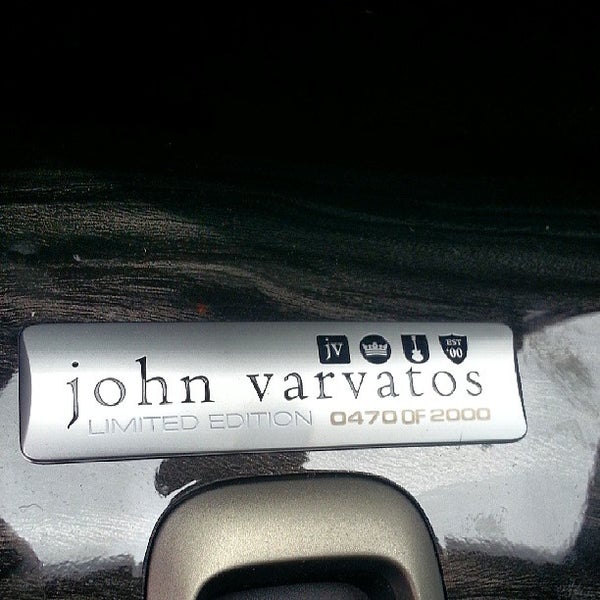 jv EST '00
john varvatos
LIMITED EDITION 0470 OF 2000